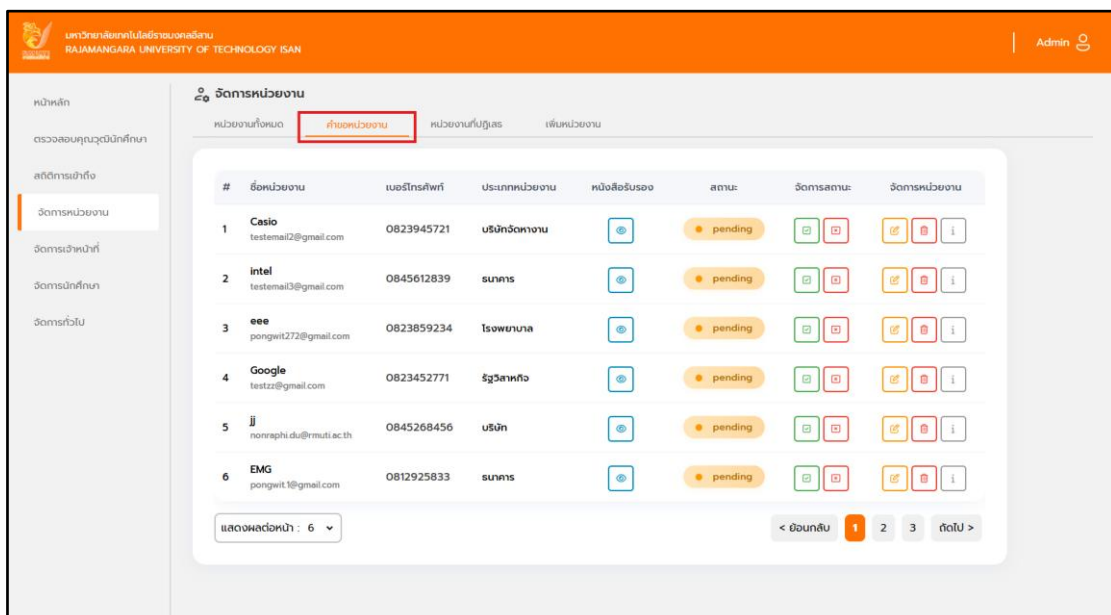 มหาวิทยาลัยเทคโนโลยีราชมงคลอีสาน
RAJAMANGARA UNIVERSITY OF TECHNOLOGY ISAN
Admin
หน้าหลัก
ตรวจสอบคุณวุฒินักศึกษา
สถิติการเข้าถึง
จัดการหน่วยงาน
จัดการเจ้าหน้าที่
จัดการนักศึกษา
จัดการทั่วไป
จัดการหน่วยงาน
หน่วยงานทั้งหมด คำขอหน่วยงาน หน่วยงานที่ปฏิเสธ เพิ่มหน่วยงาน
# ชื่อหน่วยงาน เบอร์โทรศัพท์ ประเภทหน่วยงาน หนังสือรับรอง สถานะ จัดการสถานะ จัดการหน่วยงาน
1 Casio 0823945721 บริษัทจัดหางาน pending
testemail2@gmail.com
2 intel 0845612839 ธนาคาร pending
testemail3@gmail.com
3 eee 0823859234 โรงพยาบาล pending
pongwit272@gmail.com
4 Google 0823452771 รัฐวิสาหกิจ pending
testzz@gmail.com
5 jj 0845268456 บริษัท pending
nonraphi.du@rmuti.ac.th
6 EMG 0812925833 ธนาคาร pending
pongwit.1@gmail.com
แสดงผลต่อหน้า : 6 < ย้อนกลับ 1 2 3 ถัดไป >